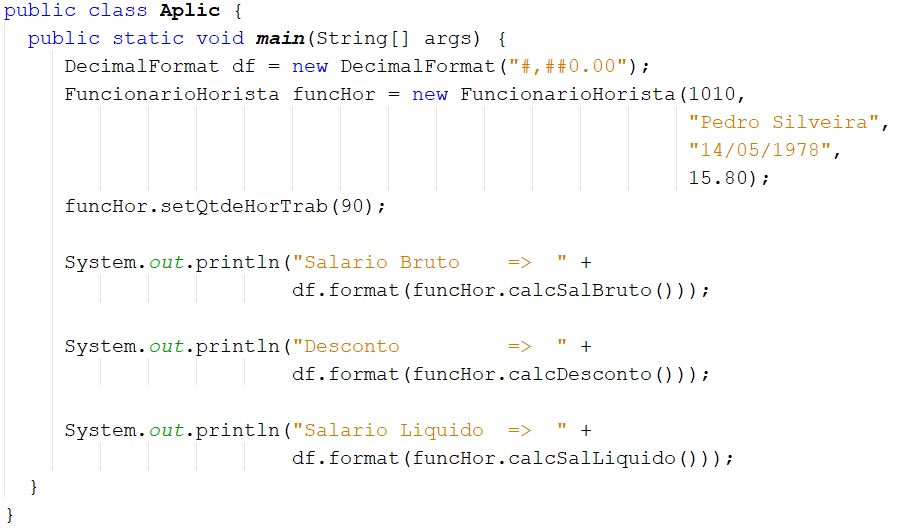 public class Aplic {
  public static void main(String[] args) {
     DecimalFormat df = new DecimalFormat("#,##0.00");
     FuncionarioHorista funcHor = new FuncionarioHorista(1010,
                                                         "Pedro Silveira",
                                                         "14/05/1978",
                                                         15.80);
     funcHor.setQtdeHorTrab(90);

     System.out.println("Salario Bruto    =>  " +
                        df.format(funcHor.calcSalBruto()));

     System.out.println("Desconto         =>  " +
                        df.format(funcHor.calcDesconto()));

     System.out.println("Salario Liquido  =>  " +
                        df.format(funcHor.calcSalLiquido()));
  }
}